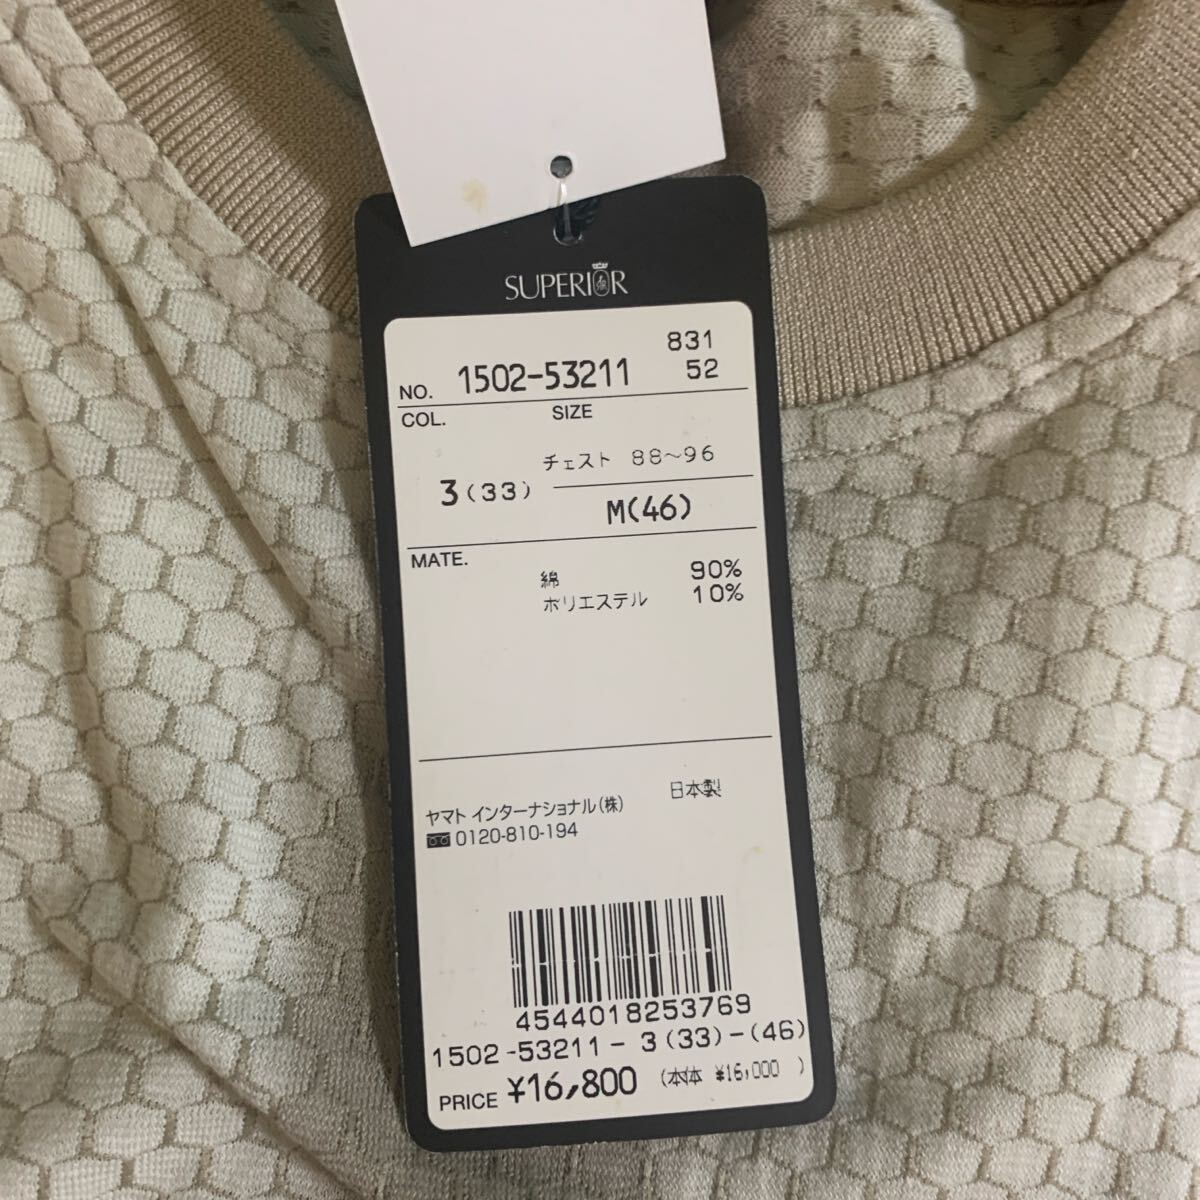 SUPERIOR
831
NO. 1502-53211 52
COL. SIZE
チェスト 88～96
3(33)
M(46)
MATE.
綿 90%
ポリエステル 10%
ヤマト インターナショナル(株) 日本製
0120-810-194
4544018253769
1502-53211-3(33)-(46)
PRICE ¥16,800 (本体 ¥16,000 )